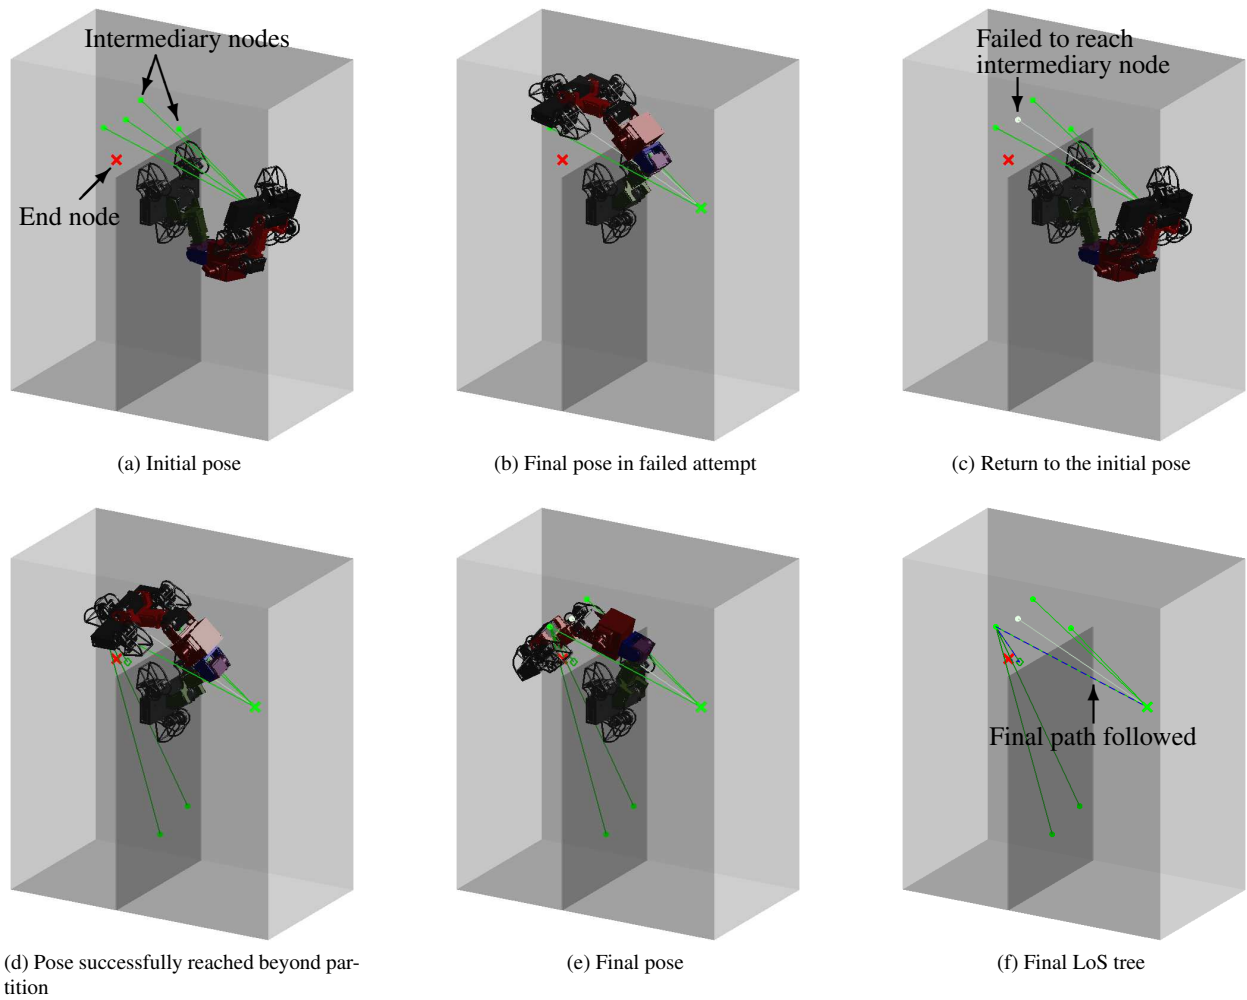 Intermediary nodes
End node
Failed to reach
intermediary node
(a) Initial pose
(b) Final pose in failed attempt
(c) Return to the initial pose
Final path followed
(d) Pose successfully reached beyond par-
tition
(e) Final pose
(f) Final LoS tree